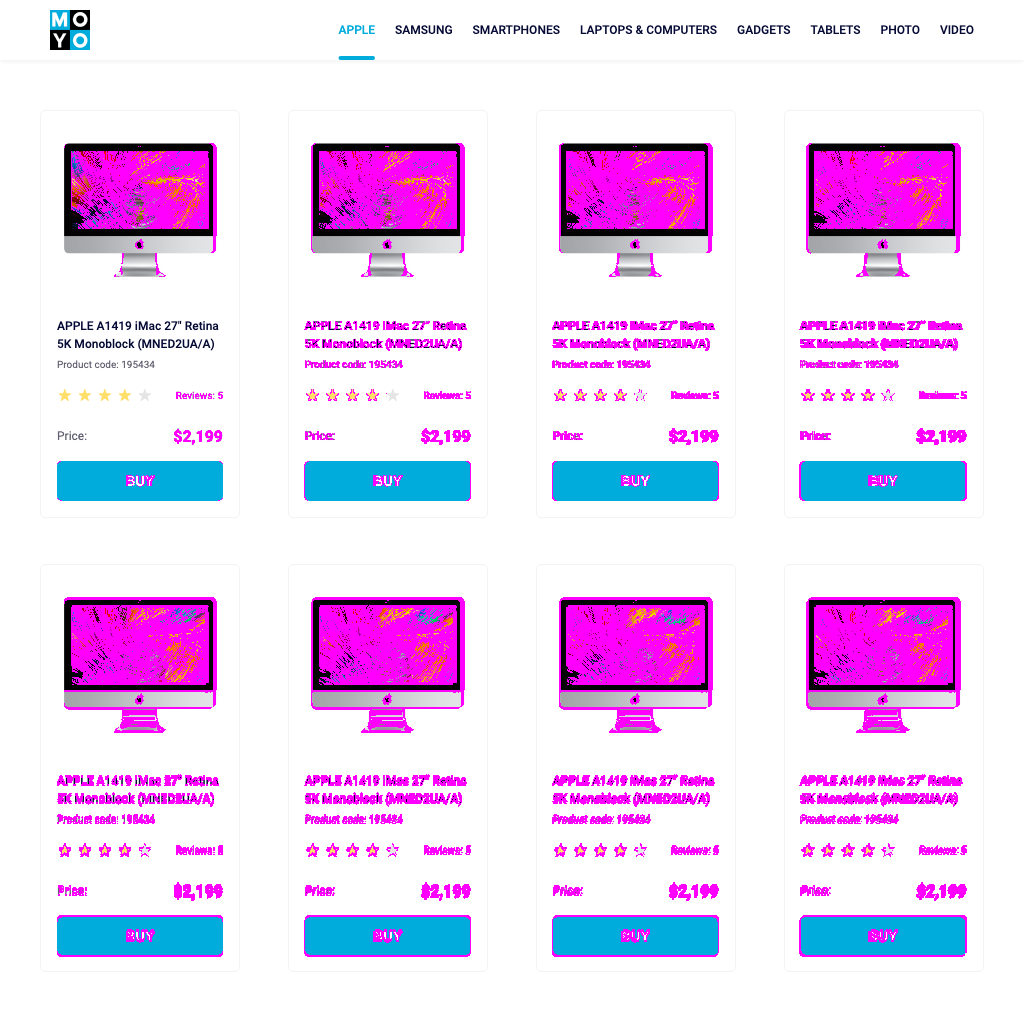 MO
YO
APPLE SAMSUNG SMARTPHONES LAPTOPS & COMPUTERS GADGETS TABLETS PHOTO VIDEO
APPLE A1419 iMac 27" Retina
5K Monoblock (MNED2UA/A)
Product code: 195434
Reviews: 5
Price: $2,199
BUY
APPLE A1419 iMac 27" Retina
5K Monoblock (MNED2UA/A)
Product code: 195434
Reviews: 5
Price: $2,199
BUY
APPLE A1419 iMac 27" Retina
5K Monoblock (MNED2UA/A)
Product code: 195434
Reviews: 5
Price: $2,199
BUY
APPLE A1419 iMac 27" Retina
5K Monoblock (MNED2UA/A)
Product code: 195434
Reviews: 5
Price: $2,199
BUY
APPLE A1419 iMac 27" Retina
5K Monoblock (MNED2UA/A)
Product code: 195434
Reviews: 5
Price: $2,199
BUY
APPLE A1419 iMac 27" Retina
5K Monoblock (MNED2UA/A)
Product code: 195434
Reviews: 5
Price: $2,199
BUY
APPLE A1419 iMac 27" Retina
5K Monoblock (MNED2UA/A)
Product code: 195434
Reviews: 5
Price: $2,199
BUY
APPLE A1419 iMac 27" Retina
5K Monoblock (MNED2UA/A)
Product code: 195434
Reviews: 5
Price: $2,199
BUY